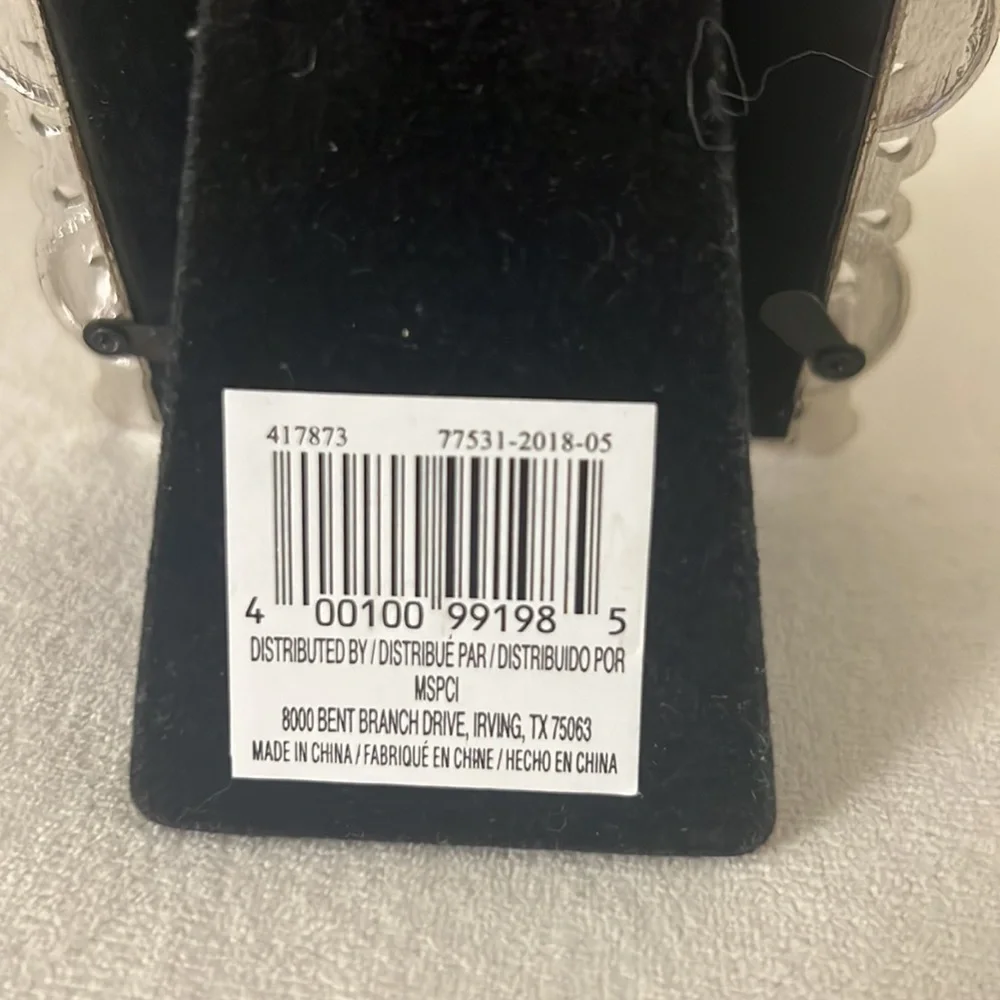 417873 77531-2018-05
4 00100 99198 5
DISTRIBUTED BY / DISTRIBUÉ PAR / DISTRIBUIDO POR
MSPCI
8000 BENT BRANCH DRIVE, IRVING, TX 75063
MADE IN CHINA / FABRIQUÉ EN CHINE / HECHO EN CHINA